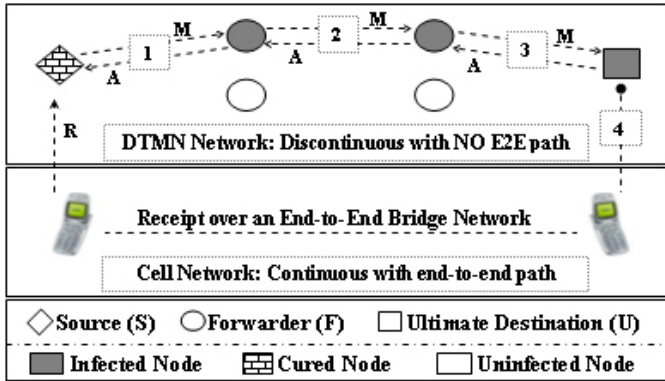 1 M 2 M 3 M
A A A
R 4
DTMN Network: Discontinuous with NO E2E path
Receipt over an End-to-End Bridge Network
Cell Network: Continuous with end-to-end path
Source (S) Forwarder (F) Ultimate Destination (U)
Infected Node Cured Node Uninfected Node